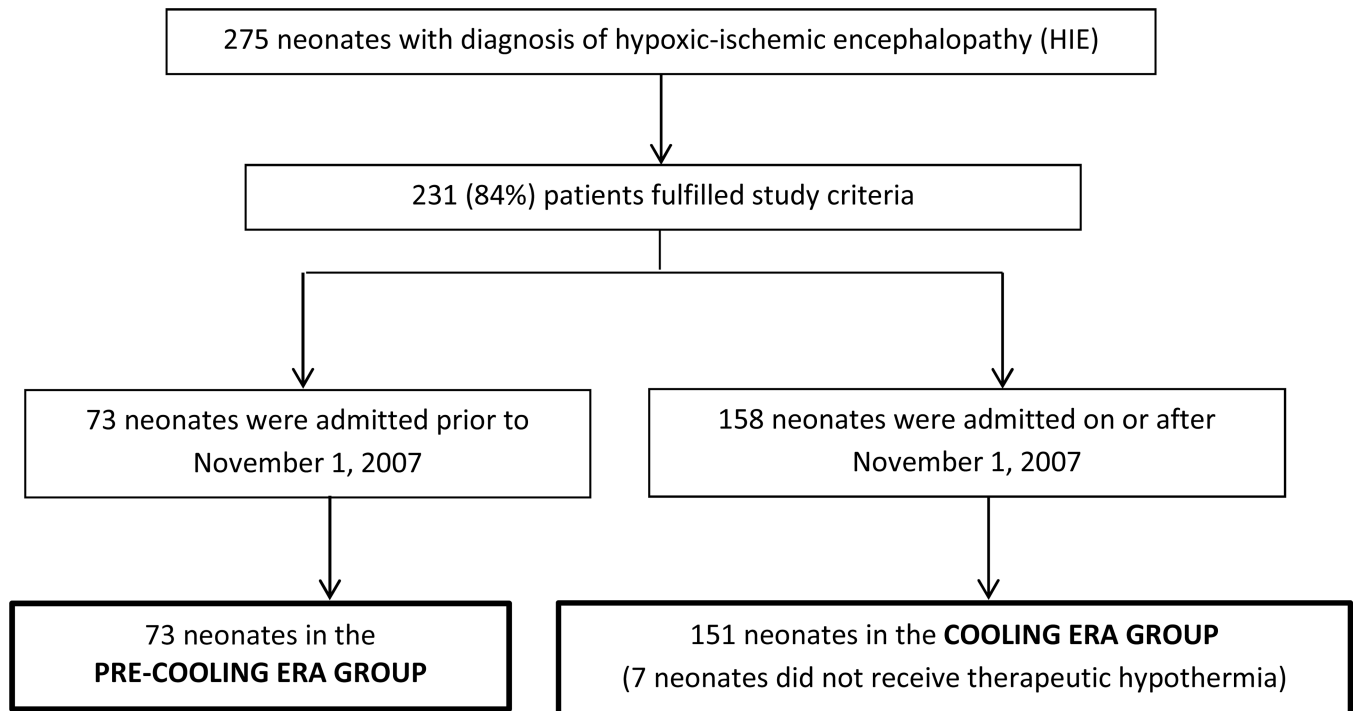 275 neonates with diagnosis of hypoxic-ischemic encephalopathy (HIE)
231 (84%) patients fulfilled study criteria
73 neonates were admitted prior to
November 1, 2007
158 neonates were admitted on or after
November 1, 2007
73 neonates in the
PRE-COOLING ERA GROUP
151 neonates in the COOLING ERA GROUP
(7 neonates did not receive therapeutic hypothermia)